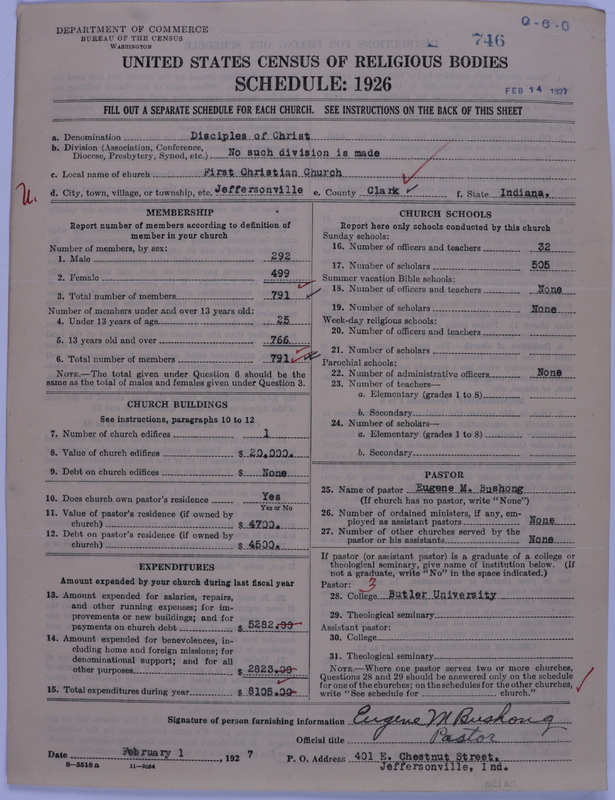 DEPARTMENT OF COMMERCE
BUREAU OF THE CENSUS
WASHINGTON
746
0-6-0
UNITED STATES CENSUS OF RELIGIOUS BODIES
SCHEDULE: 1926
FEB 14 1927
FILL OUT A SEPARATE SCHEDULE FOR EACH CHURCH. SEE INSTRUCTIONS ON THE BACK OF THIS SHEET
a. Denomination Disciples of Christ
b. Division (Association, Conference, Diocese, Presbytery, Synod, etc.) No such division is made
c. Local name of church First Christian Church
d. City, town, village, or township, etc. Jeffersonville e. County Clark f. State Indiana.
MEMBERSHIP
Report number of members according to definition of
member in your church
Number of members, by sex:
1. Male 292
2. Female 499
3. Total number of members 791
Number of members under and over 13 years old:
4. Under 13 years of age 25
5. 13 years old and over 766
6. Total number of members 791
NOTE.—The total given under Question 6 should be
same as the total of males and females given under Question 3.
CHURCH BUILDINGS
See instructions, paragraphs 10 to 12
7. Number of church edifices 1
8. Value of church edifices $ 20,000.
9. Debt on church edifices $ None
10. Does church own pastor's residence Yes
Yes or No
11. Value of pastor's residence (if owned by
church) $ 4700.
12. Debt on pastor's residence (if owned by
church) $ 4500.
EXPENDITURES
Amount expended by your church during last fiscal year
13. Amount expended for salaries, repairs,
and other running expenses; for im-
provements or new buildings; and for
payments on church debt $ 5282.00
14. Amount expended for benevolences, in-
cluding home and foreign missions; for
denominational support; and for all
other purposes $ 2823.00
15. Total expenditures during year $ 8105.00
CHURCH SCHOOLS
Report here only schools conducted by this church
Sunday schools:
16. Number of officers and teachers 32
17. Number of scholars 505
Summer vacation Bible schools:
18. Number of officers and teachers None
19. Number of scholars None
Week-day religious schools:
20. Number of officers and teachers
21. Number of scholars
Parochial schools:
22. Number of administrative officers None
23. Number of teachers—
a. Elementary (grades 1 to 8)
b. Secondary
24. Number of scholars—
a. Elementary (grades 1 to 8)
b. Secondary
PASTOR
25. Name of pastor Eugene M. Bushong
(If church has no pastor, write "None")
26. Number of ordained ministers, if any, em-
ployed as assistant pastors None
27. Number of other churches served by the
pastor or his assistants None
If pastor (or assistant pastor) is a graduate of a college or
theological seminary, give name of institution below. (If
not a graduate, write "No" in the space indicated.)
Pastor: 3
28. College Butler University
29. Theological seminary
Assistant pastor:
30. College
31. Theological seminary
NOTE.—Where one pastor serves two or more churches,
Questions 28 and 29 should be answered only on the schedule
for one of the churches; on the schedules for the other churches,
write "See schedule for church."
Signature of person furnishing information Eugene M Bushong
Official title Pastor
Date February 1, 1927 P. O. Address 401 E. Chestnut Street.
Jeffersonville, Ind.
8-5518a 11-9084